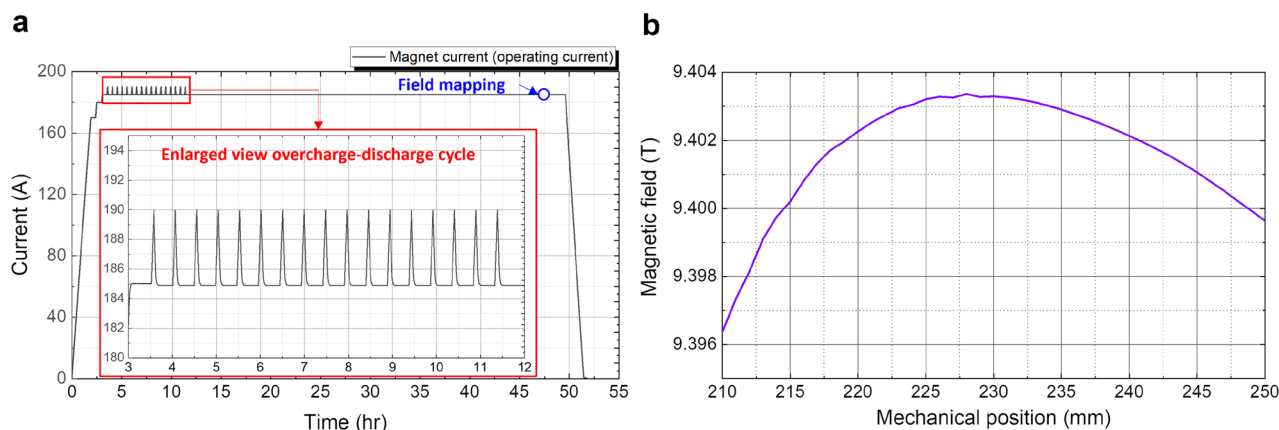 a
Magnet current (operating current)
200
160
120
80
40
0
Current (A)
Field mapping
Enlarged view overcharge-discharge cycle
194
192
190
188
186
184
182
180
3 4 5 6 7 8 9 10 11 12
0 5 10 15 20 25 30 35 40 45 50 55
Time (hr)
b
9.404
9.402
9.400
9.398
9.396
Magnetic field (T)
210 215 220 225 230 235 240 245 250
Mechanical position (mm)